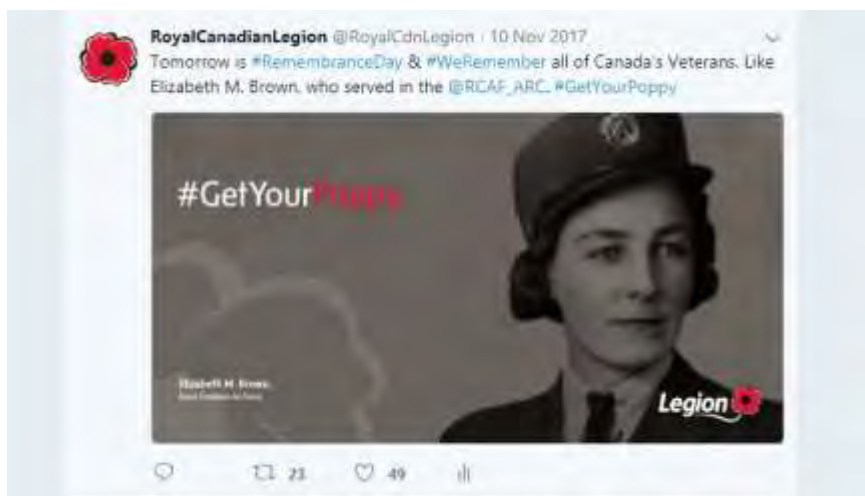 RoyalCanadianLegion @RoyalCdnLegion · 10 Nov 2017
Tomorrow is #RemembranceDay & #WeRemember all of Canada's Veterans. Like
Elizabeth M. Brown, who served in the @RCAF_ARC. #GetYourPoppy
#GetYourPoppy
Elizabeth M. Brown,
Legion
23 49